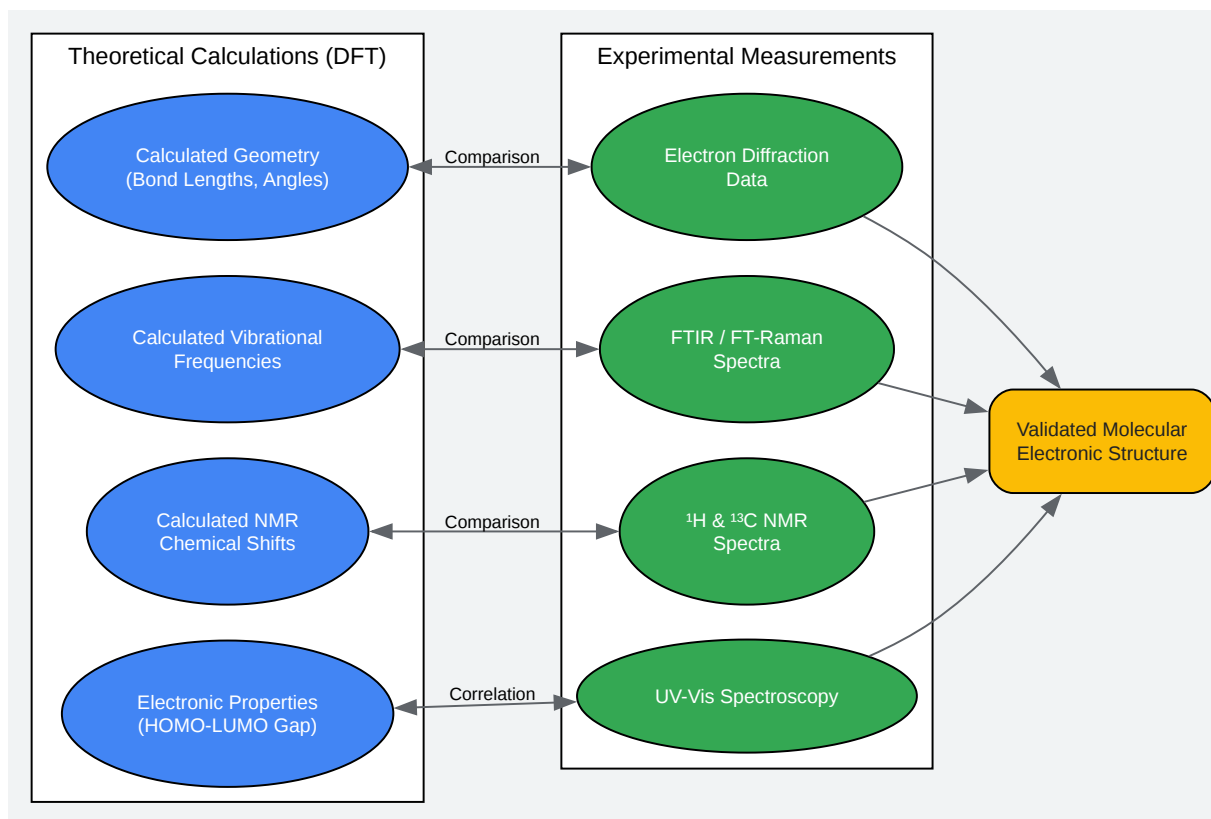 Theoretical Calculations (DFT)
Experimental Measurements
Calculated Geometry
(Bond Lengths, Angles)
Comparison
Electron Diffraction
Data
Calculated Vibrational
Frequencies
Comparison
FTIR / FT-Raman
Spectra
Validated Molecular
Electronic Structure
Calculated NMR
Chemical Shifts
Comparison
¹H & ¹³C NMR
Spectra
Electronic Properties
(HOMO-LUMO Gap)
Correlation
UV-Vis Spectroscopy